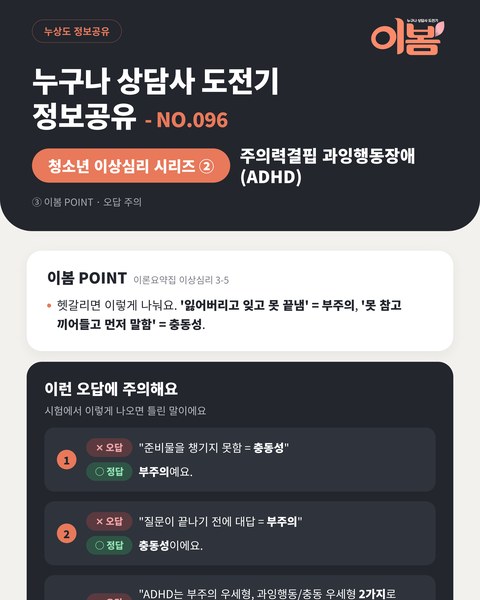 누상도 정보공유
누구나 상담사 도전기
이봄
누구나 상담사 도전기
정보공유 - NO.096
청소년 이상심리 시리즈 ②
주의력결핍 과잉행동장애
(ADHD)
③ 이봄 POINT · 오답 주의
이봄 POINT 이론요약집 이상심리 3-5
• 헷갈리면 이렇게 나눠요. '잃어버리고 잊고 못 끝냄' = 부주의, '못 참고
끼어들고 먼저 말함' = 충동성.
이런 오답에 주의해요
시험에서 이렇게 나오면 틀린 말이에요
1
× 오답 "준비물을 챙기지 못함 = 충동성"
○ 정답 부주의예요.
2
× 오답 "질문이 끝나기 전에 대답 = 부주의"
○ 정답 충동성이에요.
"ADHD는 부주의 우세형, 과잉행동/충동 우세형 2가지로